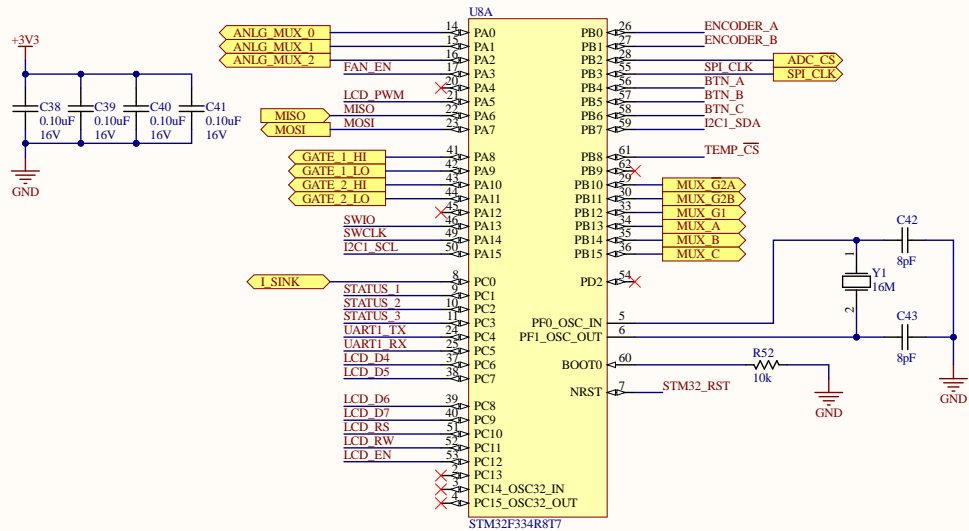 U8A
+3V3
C38
0.10uF
16V
C39
0.10uF
16V
C40
0.10uF
16V
C41
0.10uF
16V
GND
ANLG_MUX_0 14 PA0
ANLG_MUX_1 15 PA1
ANLG_MUX_2 16 PA2
FAN_EN 17 PA3
20 PA4
LCD_PWM 21 PA5
MISO MISO 22 PA6
MOSI MOSI 23 PA7
GATE_1_HI 41 PA8
GATE_1_LO 42 PA9
GATE_2_HI 43 PA10
GATE_2_LO 44 PA11
45 PA12
SWIO 46 PA13
SWCLK 49 PA14
I2C1_SCL 50 PA15
I_SINK 8 PC0
STATUS_1 9 PC1
STATUS_2 10 PC2
STATUS_3 11 PC3
UART1_TX 24 PC4
UART1_RX 25 PC5
LCD_D4 37 PC6
LCD_D5 38 PC7
LCD_D6 39 PC8
LCD_D7 40 PC9
LCD_RS 51 PC10
LCD_RW 52 PC11
LCD_EN 53 PC12
2 PC13
3 PC14_OSC32_IN
4 PC15_OSC32_OUT
PB0 26 ENCODER_A
PB1 27 ENCODER_B
PB2 28 ADC_CS
PB3 55 SPI_CLK SPI_CLK
PB4 56 BTN_A
PB5 57 BTN_B
PB6 58 BTN_C
PB7 59 I2C1_SDA
PB8 61 TEMP_CS
PB9 62
PB10 29 MUX_G2A
PB11 30 MUX_G2B
PB12 33 MUX_G1
PB13 34 MUX_A
PB14 35 MUX_B
PB15 36 MUX_C
PD2 54
PF0_OSC_IN 5
PF1_OSC_OUT 6
BOOT0 60
NRST 7 STM32_RST
R52
10k
GND
C42
8pF
1
Y1
16M
2
C43
8pF
GND
STM32F334R8T7